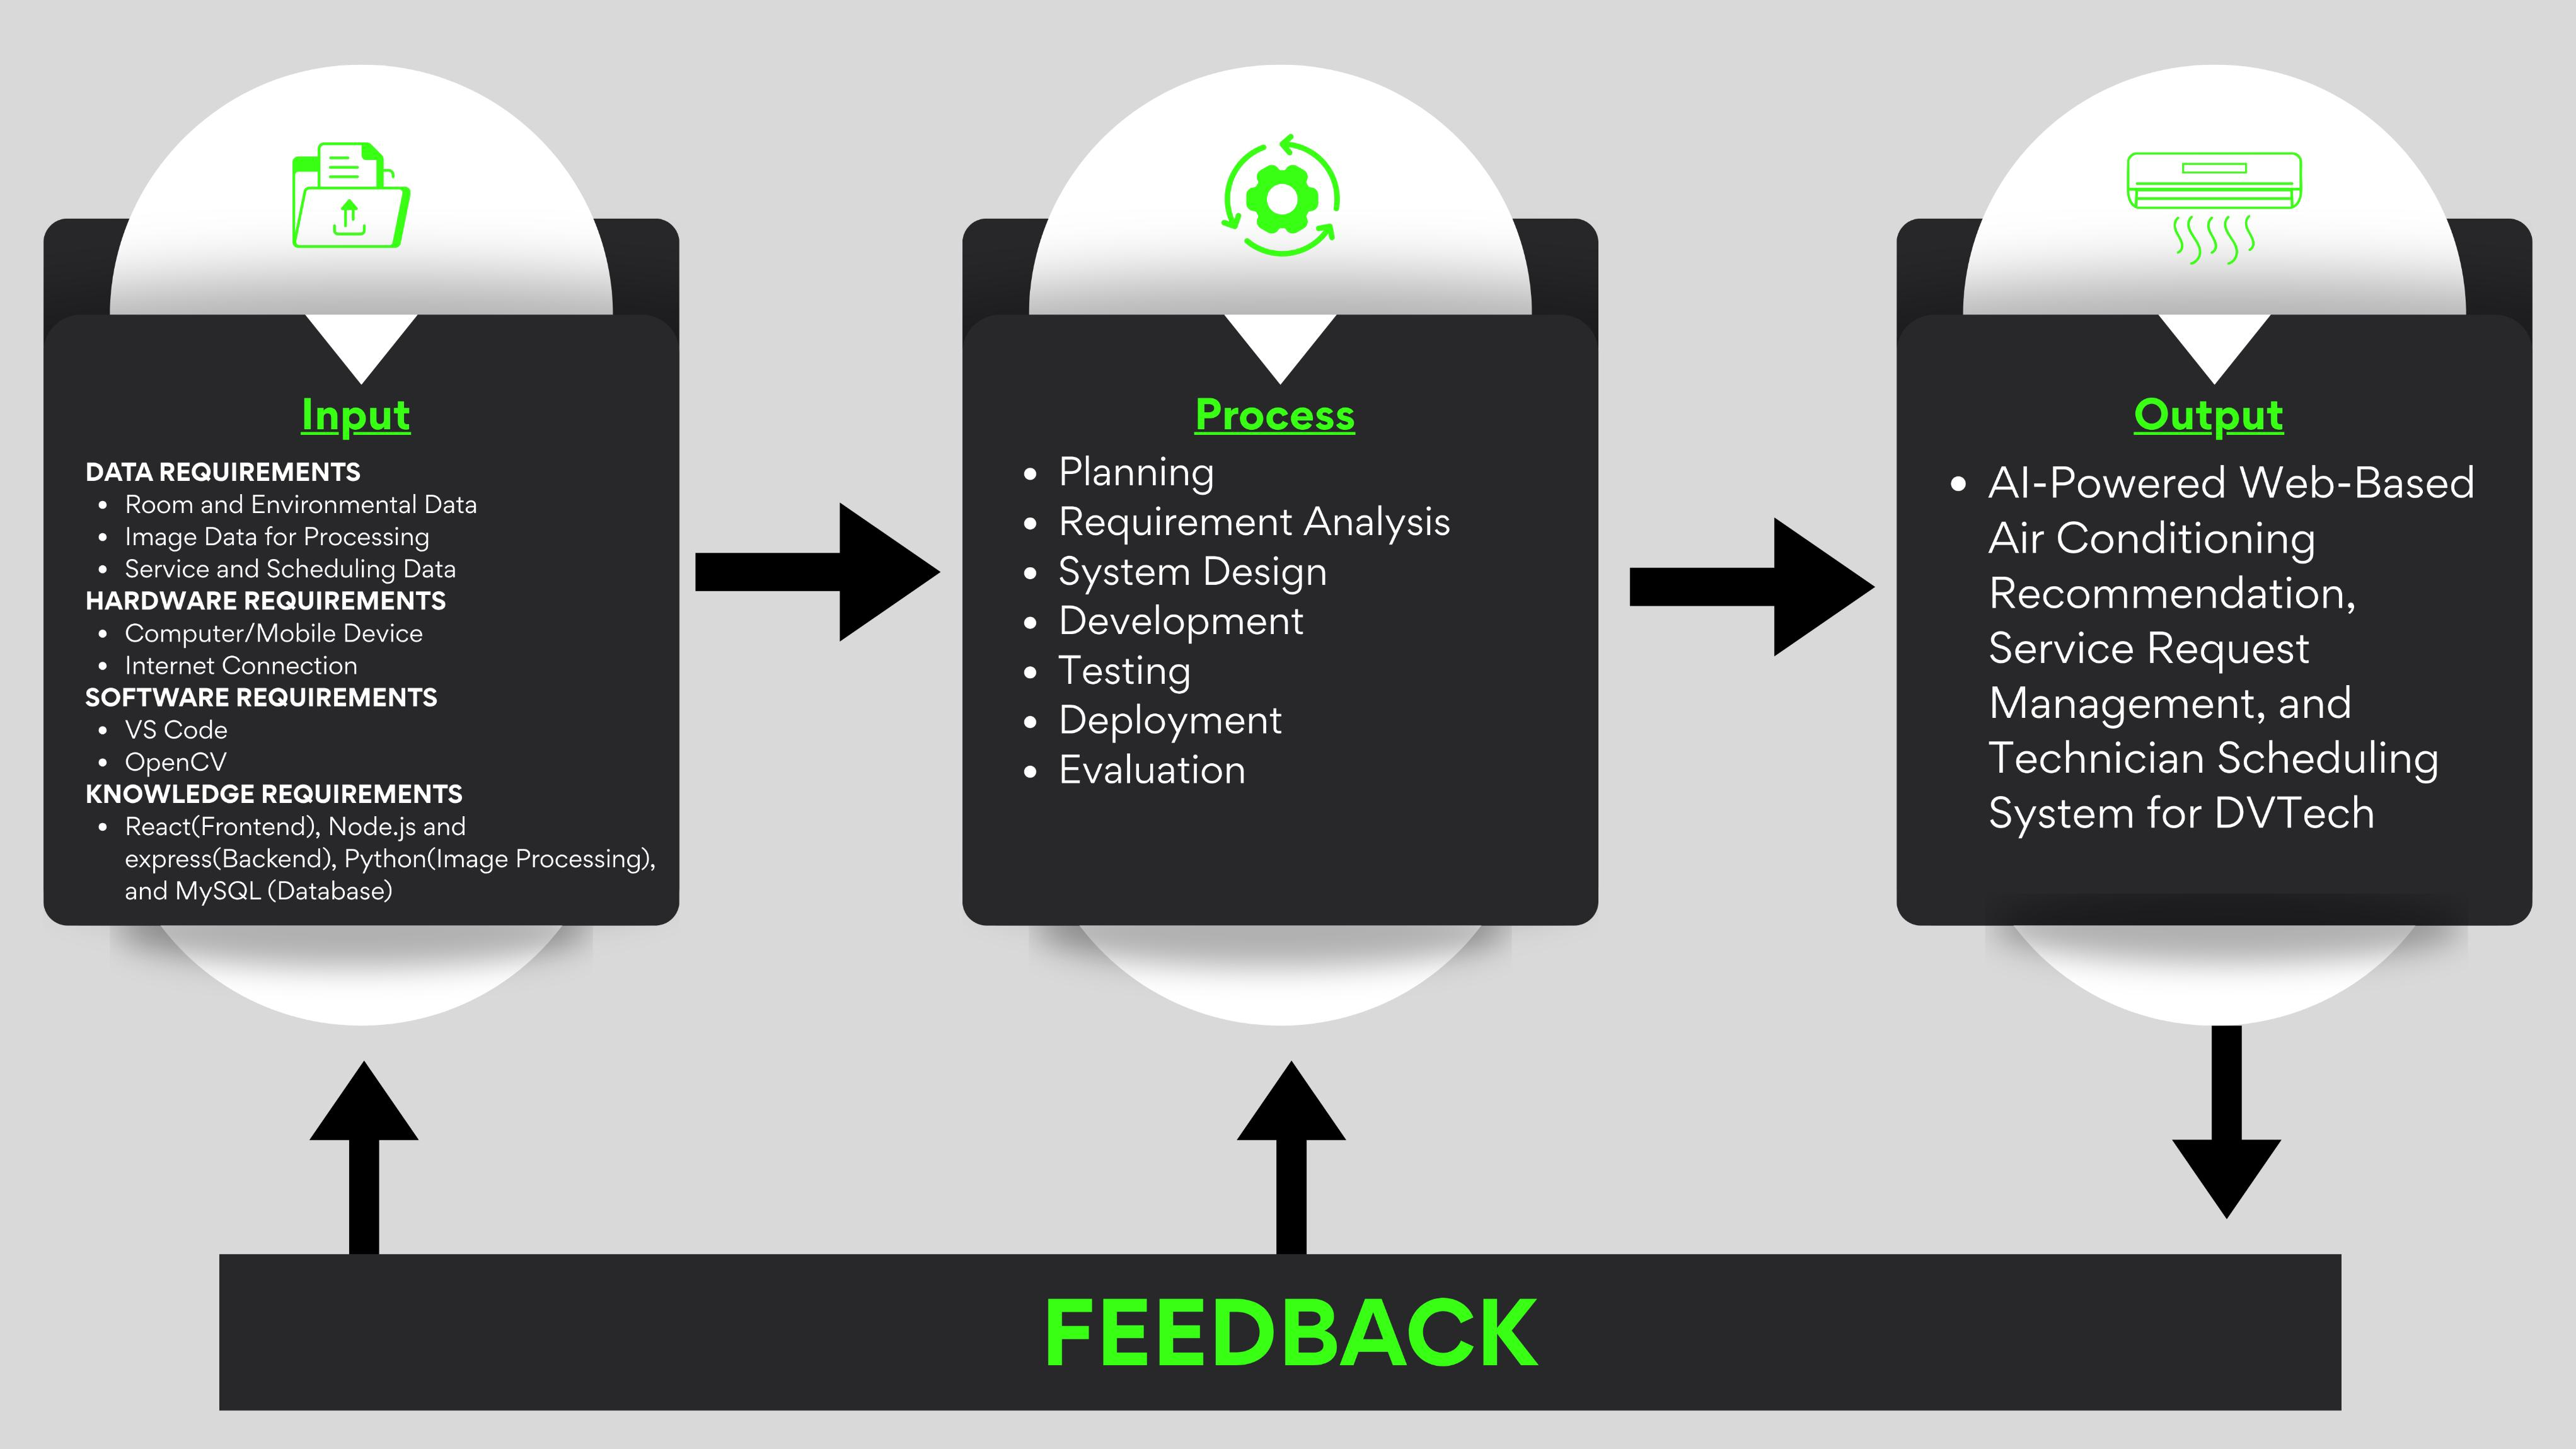 Input
DATA REQUIREMENTS
• Room and Environmental Data
• Image Data for Processing
• Service and Scheduling Data
HARDWARE REQUIREMENTS
• Computer/Mobile Device
• Internet Connection
SOFTWARE REQUIREMENTS
• VS Code
• OpenCV
KNOWLEDGE REQUIREMENTS
• React(Frontend), Node.js and
express(Backend), Python(Image Processing),
and MySQL (Database)
Process
• Planning
• Requirement Analysis
• System Design
• Development
• Testing
• Deployment
• Evaluation
Output
• AI-Powered Web-Based
Air Conditioning
Recommendation,
Service Request
Management, and
Technician Scheduling
System for DVTech
FEEDBACK